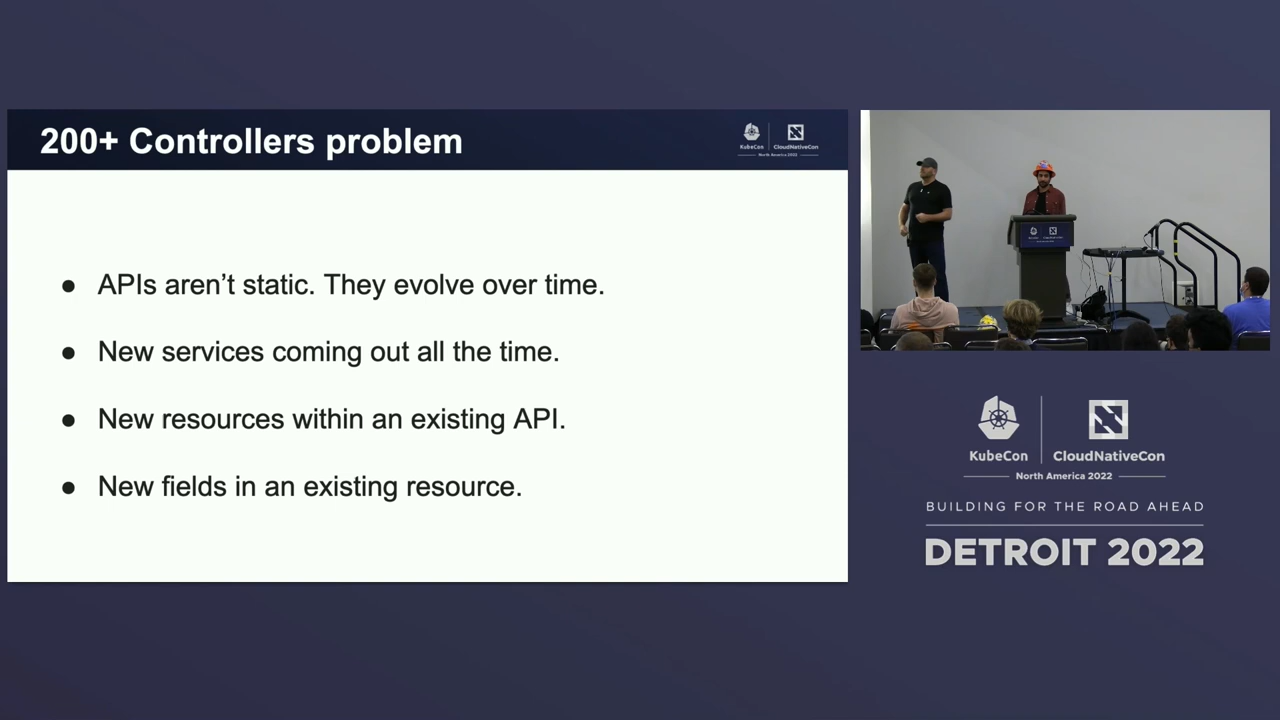 200+ Controllers problem
KubeCon
CloudNativeCon
North America 2022
● APIs aren’t static. They evolve over time.
● New services coming out all the time.
● New resources within an existing API.
● New fields in an existing resource.
KubeCon
CloudNativeCon
North America 2022
BUILDING FOR THE ROAD AHEAD
DETROIT 2022